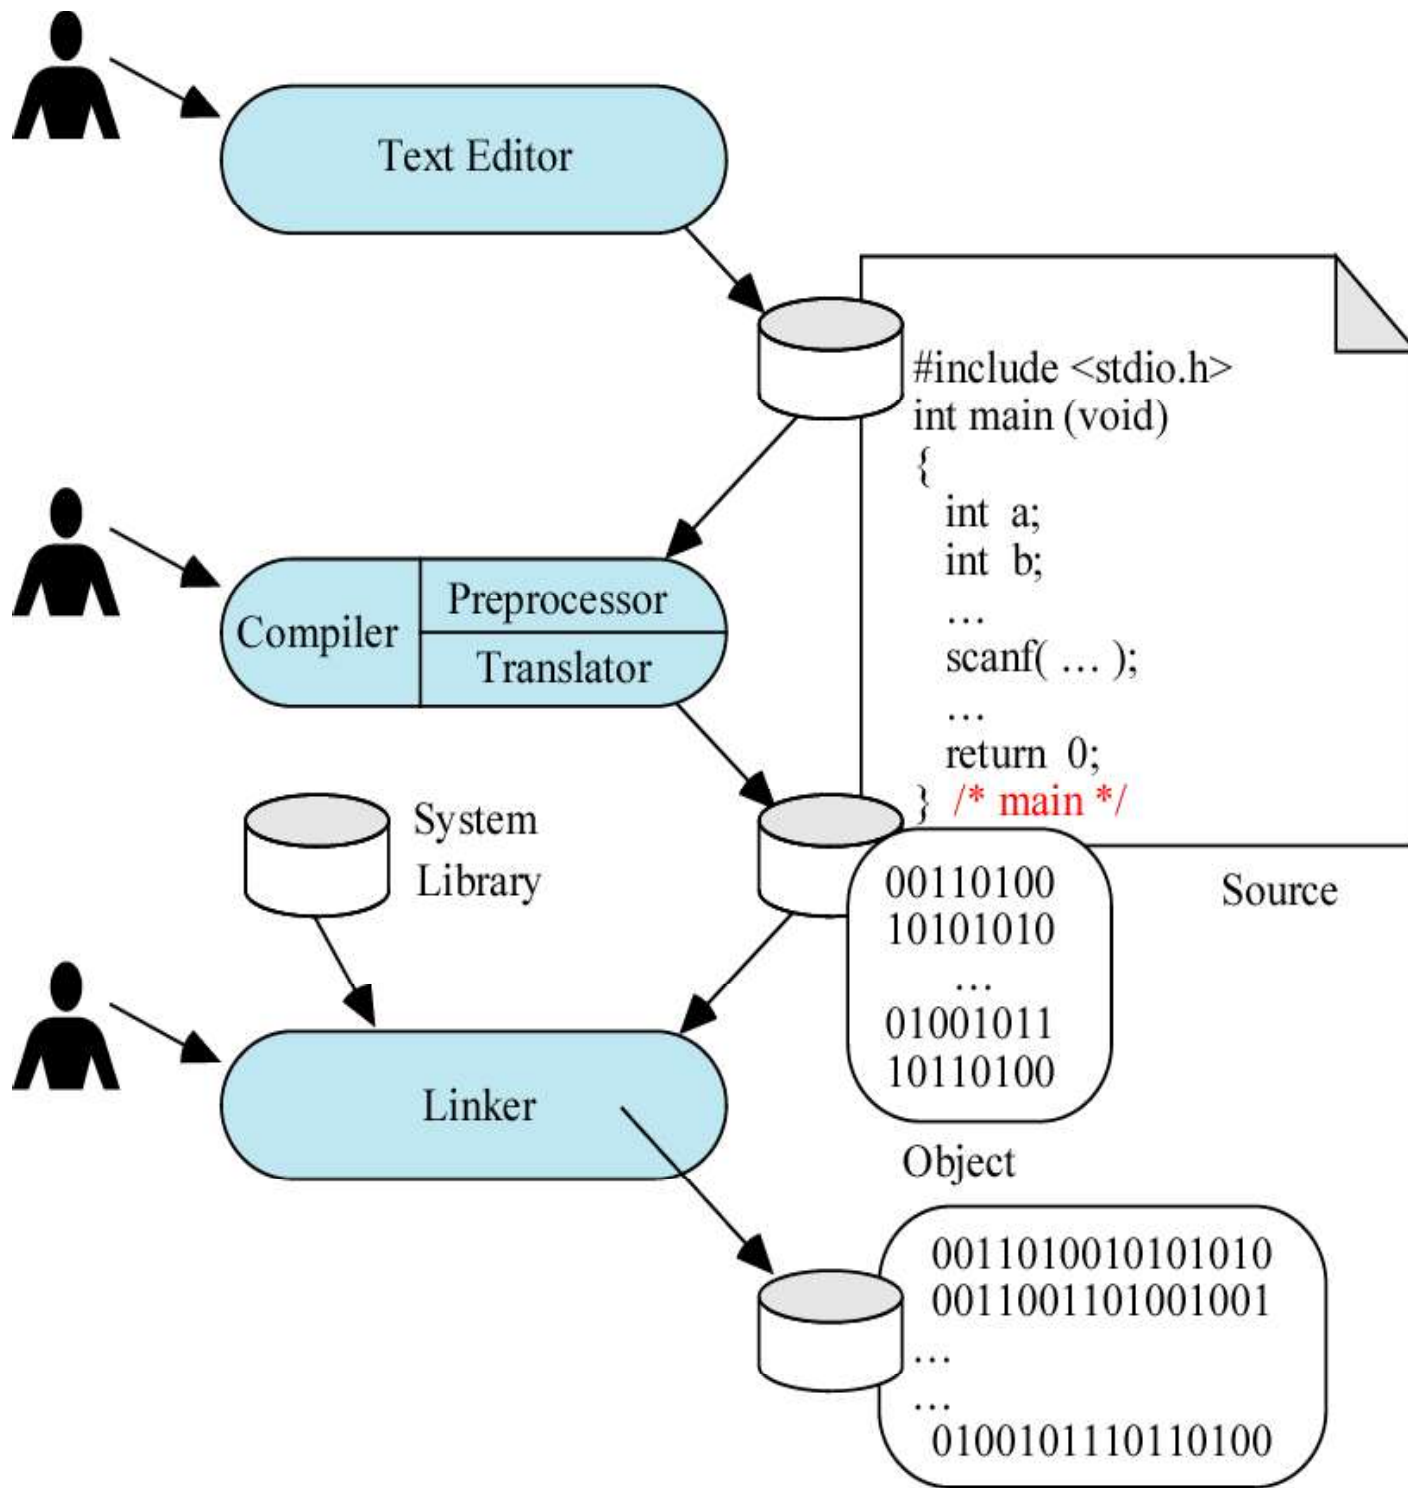 Text Editor
#include <stdio.h>
int main (void)
{
int a;
int b;
…
scanf( … );
…
return 0;
} /* main */
Source
Compiler
Preprocessor
Translator
System
Library
00110100
10101010
…
01001011
10110100
Object
Linker
0011010010101010
0011001101001001
…
…
0100101110110100